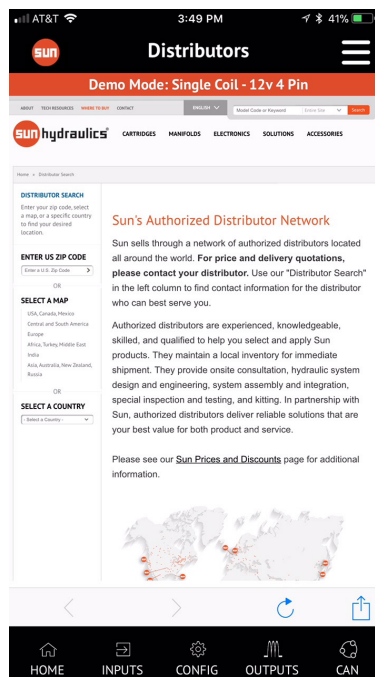 AT&T 3:49 PM 41%
sun Distributors
Demo Mode: Single Coil - 12v 4 Pin
ABOUT TECH RESOURCES WHERE TO BUY CONTACT ENGLISH Model Code or Keyword Entire Site Search
sun hydraulics CARTRIDGES MANIFOLDS ELECTRONICS SOLUTIONS ACCESSORIES
Home » Distributor Search
DISTRIBUTOR SEARCH
Enter your zip code, select
a map, or a specific country
to find your desired
location.
ENTER US ZIP CODE
Enter a U.S. Zip Code
OR
SELECT A MAP
USA, Canada, Mexico
Central and South America
Europe
Africa, Turkey, Middle East
India
Asia, Australia, New Zealand,
Russia
OR
SELECT A COUNTRY
- Select a Country -
Sun's Authorized Distributor Network
Sun sells through a network of authorized distributors located
all around the world. For price and delivery quotations,
please contact your distributor. Use our "Distributor Search"
in the left column to find contact information for the distributor
who can best serve you.
Authorized distributors are experienced, knowledgeable,
skilled, and qualified to help you select and apply Sun
products. They maintain a local inventory for immediate
shipment. They provide onsite consultation, hydraulic system
design and engineering, system assembly and integration,
special inspection and testing, and kitting. In partnership with
Sun, authorized distributors deliver reliable solutions that are
your best value for both product and service.
Please see our Sun Prices and Discounts page for additional
information.
HOME INPUTS CONFIG OUTPUTS CAN